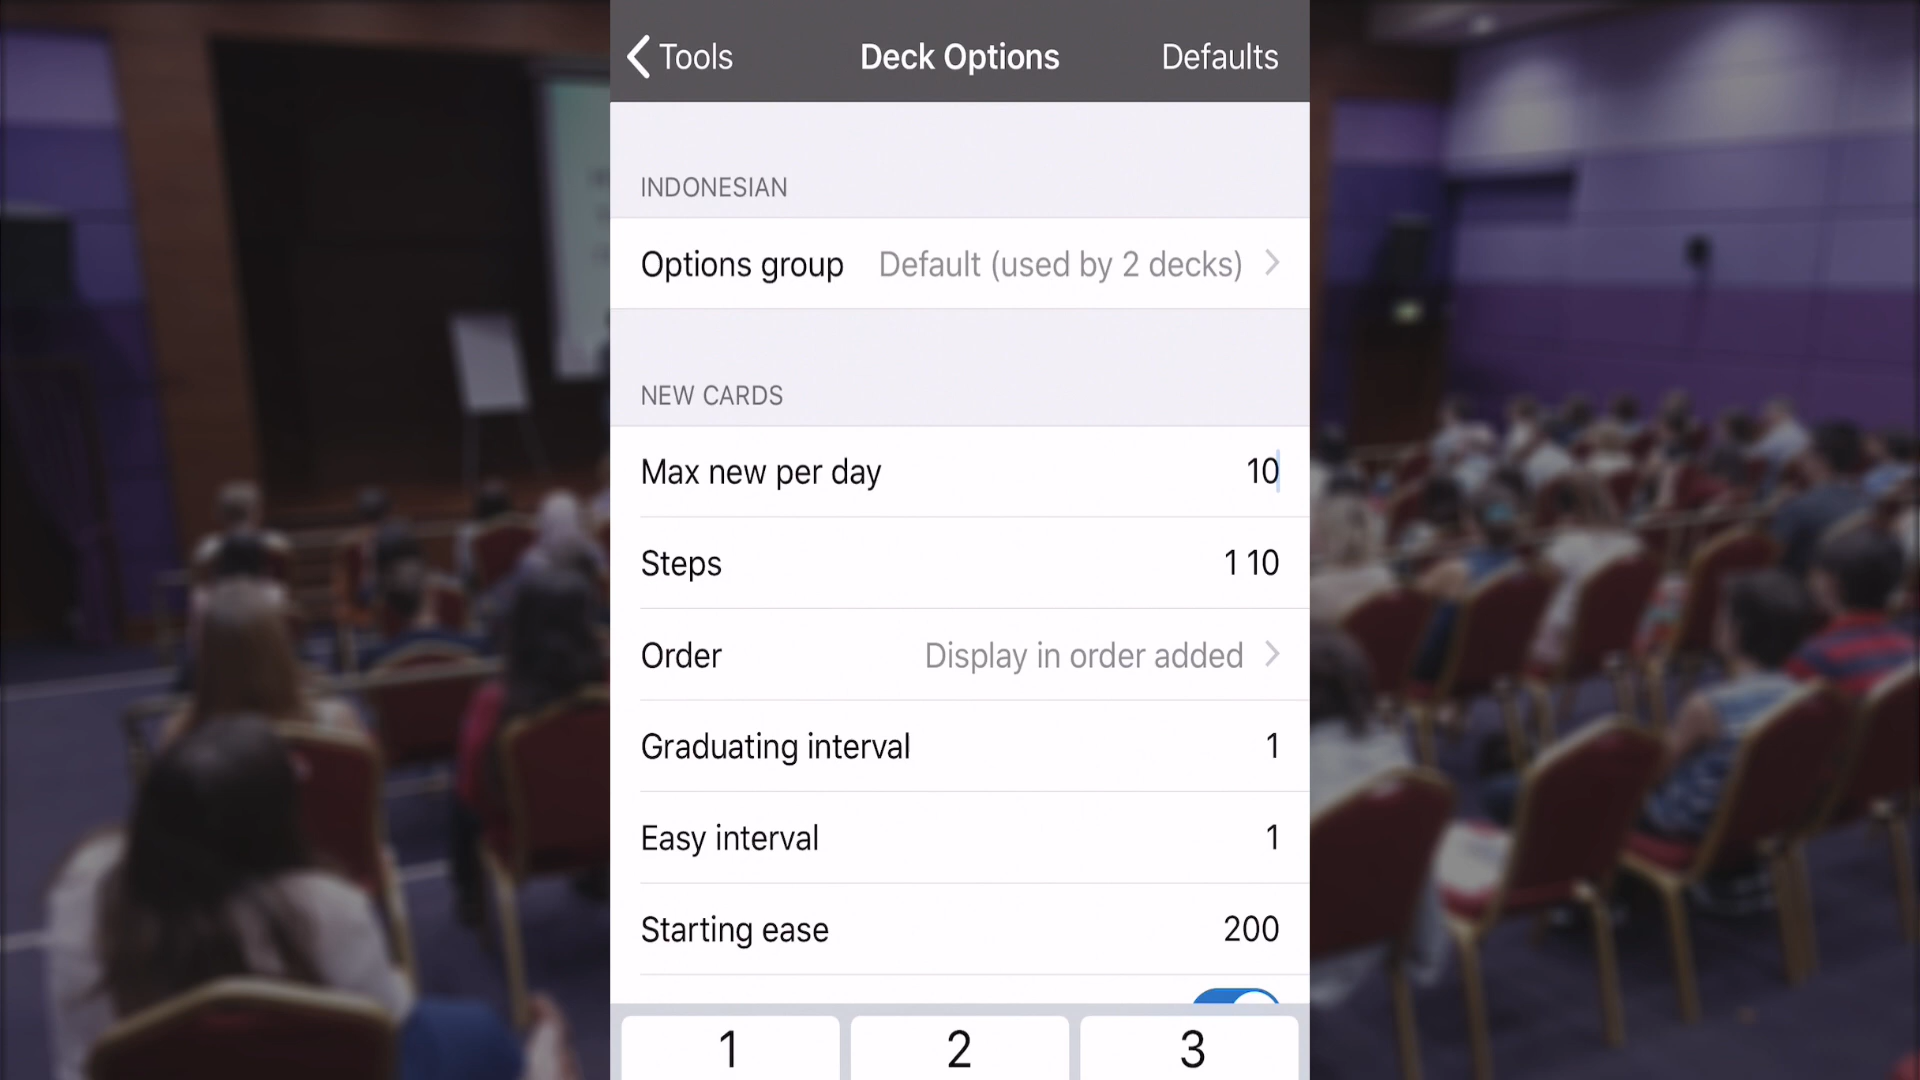 Tools Deck Options Defaults
INDONESIAN
Options group Default (used by 2 decks)
NEW CARDS
Max new per day 10
Steps 1 10
Order Display in order added
Graduating interval 1
Easy interval 1
Starting ease 200
1 2 3